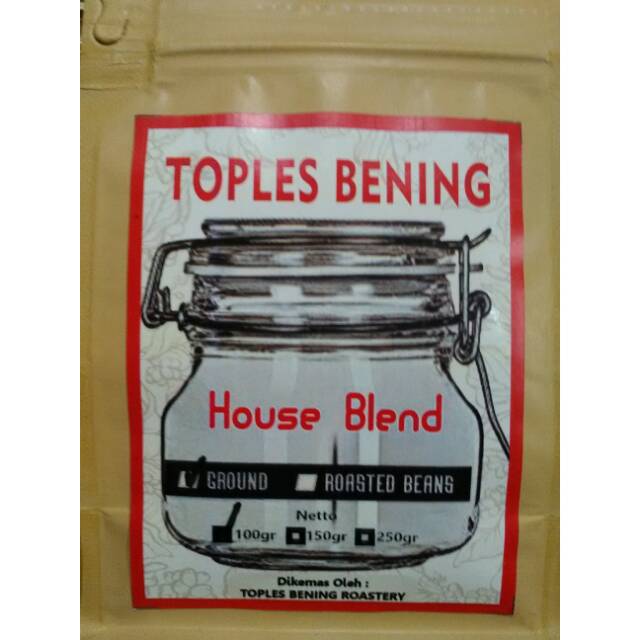 TOPLES BENING
House Blend
GROUND ROASTED BEANS
Netto
100gr 150gr 250gr
Dikemas Oleh :
TOPLES BENING ROASTERY